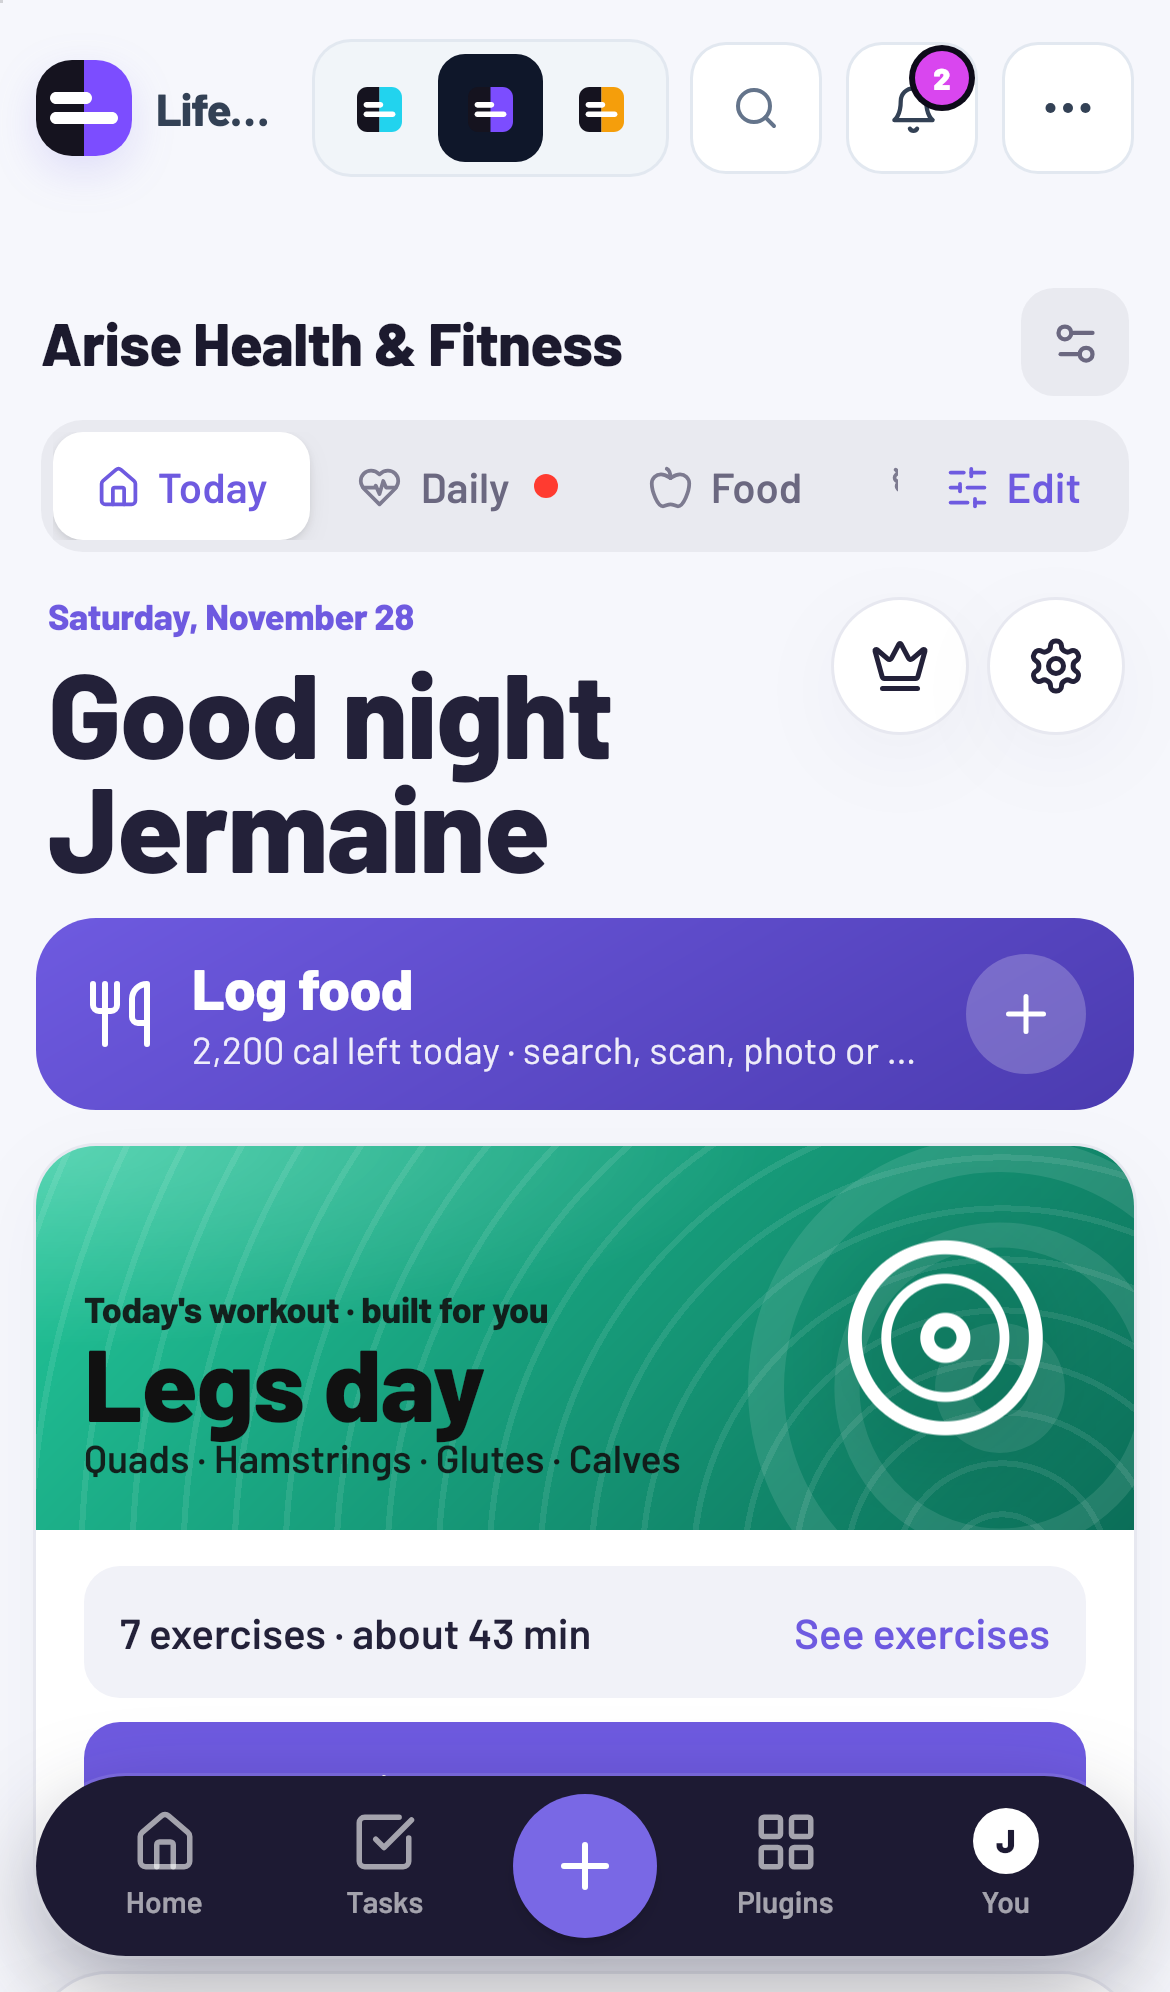 Life...
2
Arise Health & Fitness
Today
Daily
Food
Edit
Saturday, November 28
Good night
Jermaine
Log food
2,200 cal left today · search, scan, photo or ...
Today's workout · built for you
Legs day
Quads · Hamstrings · Glutes · Calves
7 exercises · about 43 min
See exercises
Home
Tasks
Plugins
J
You